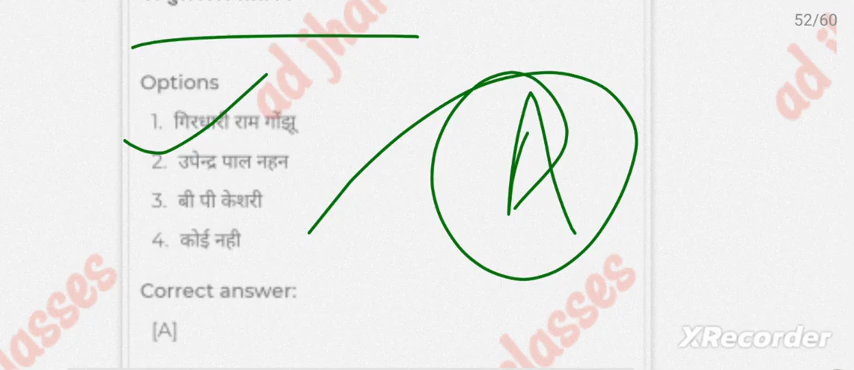 52/60
Options
1. गिरधारी राम गोंझू
2. उपेन्द्र पाल नहन
3. बी पी केशरी
4. कोई नही
A
Correct answer:
[A]
XRecorder